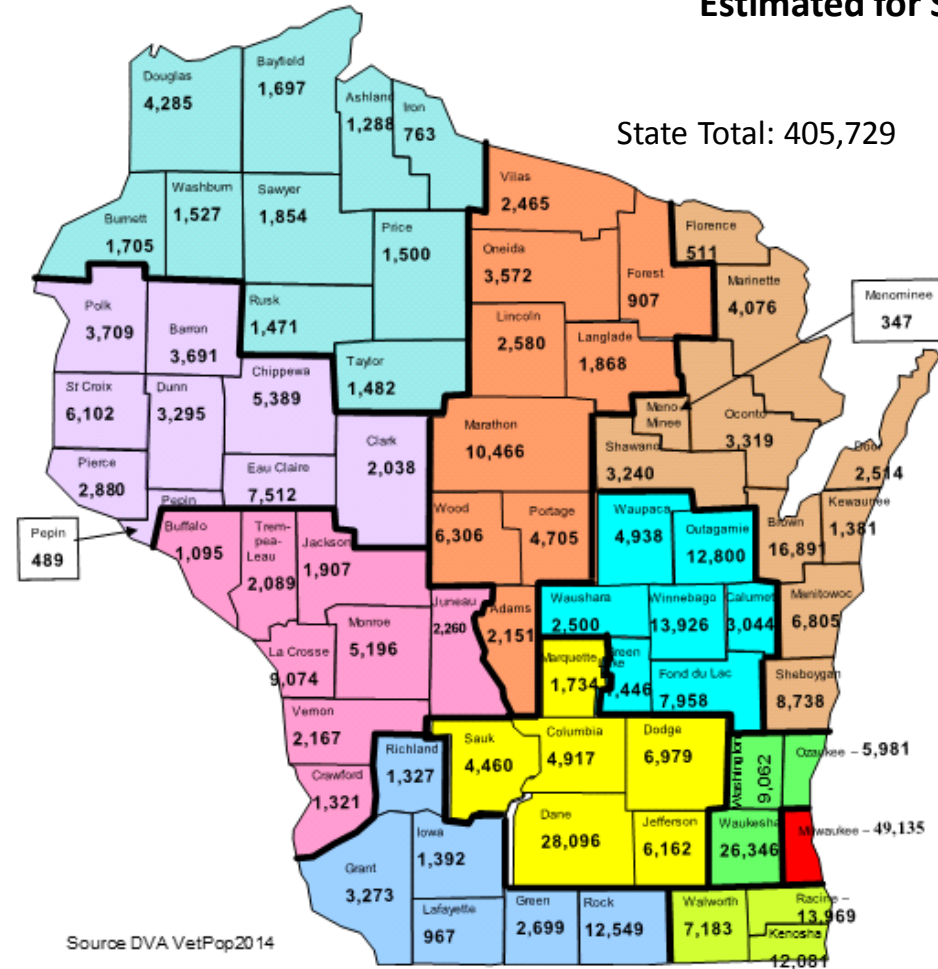 Estimated for S
State Total: 405,729
Douglas
4,285
Bayfield
1,697
Ashland
1,288
Iron
763
Vilas
2,465
Washburn
1,527
Sawyer
1,854
Burnett
1,705
Price
1,500
Oneida
3,572
Forest
907
Florence
511
Marinette
4,076
Menominee
347
Polk
3,709
Barron
3,691
Rusk
1,471
Lincoln
2,580
Langlade
1,868
Chippewa
5,389
Taylor
1,482
St Croix
6,102
Dunn
3,295
Meno-
Minee
Oconto
3,319
Marathon
10,466
Clark
2,038
Shawano
3,240
Door
2,514
Pierce
2,880
Eau Claire
7,512
Pepin
Pepin
489
Buffalo
1,095
Trem-
pea-
Leau
2,089
Jackson
1,907
Wood
6,306
Portage
4,705
Waupaca
4,938
Outagamie
12,800
Brown
16,891
Kewaunee
1,381
Juneau
2,260
Adams
2,151
Waushara
2,500
Winnebago
13,926
Calumet
3,044
Manitowoc
6,805
La Crosse
9,074
Monroe
5,196
Marquette
1,734
446
Fond du Lac
7,958
Sheboygan
8,738
Vernon
2,167
Richland
1,327
Sauk
4,460
Columbia
4,917
Dodge
6,979
Washington
9,062
Ozaukee – 5,981
Crawford
1,321
Dane
28,096
Jefferson
6,162
Waukesha
26,346
Milwaukee – 49,135
Iowa
1,392
Grant
3,273
Lafayette
967
Green
2,699
Rock
12,549
Walworth
7,183
Racine –
13,969
Kenosha
12,081
Source DVA VetPop2014